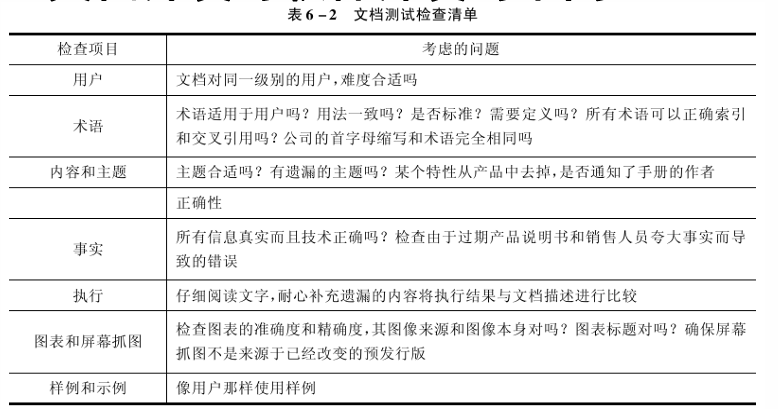 表6-2 文档测试检查清单
检查项目 考虑的问题
用户 文档对同一级别的用户,难度合适吗
术语 术语适用于用户吗?用法一致吗?是否标准?需要定义吗?所有术语可以正确索引
和交叉引用吗?公司的首字母缩写和术语完全相同吗
内容和主题 主题合适吗?有遗漏的主题吗?某个特性从产品中去掉,是否通知了手册的作者
正确性
事实 所有信息真实而且技术正确吗?检查由于过期产品说明书和销售人员夸大事实而导
致的错误
执行 仔细阅读文字,耐心补充遗漏的内容将执行结果与文档描述进行比较
图表和屏幕抓图 检查图表的准确度和精确度,其图像来源和图像本身对吗?图表标题对吗?确保屏幕
抓图不是来源于已经改变的预发行版
样例和示例 像用户那样使用样例